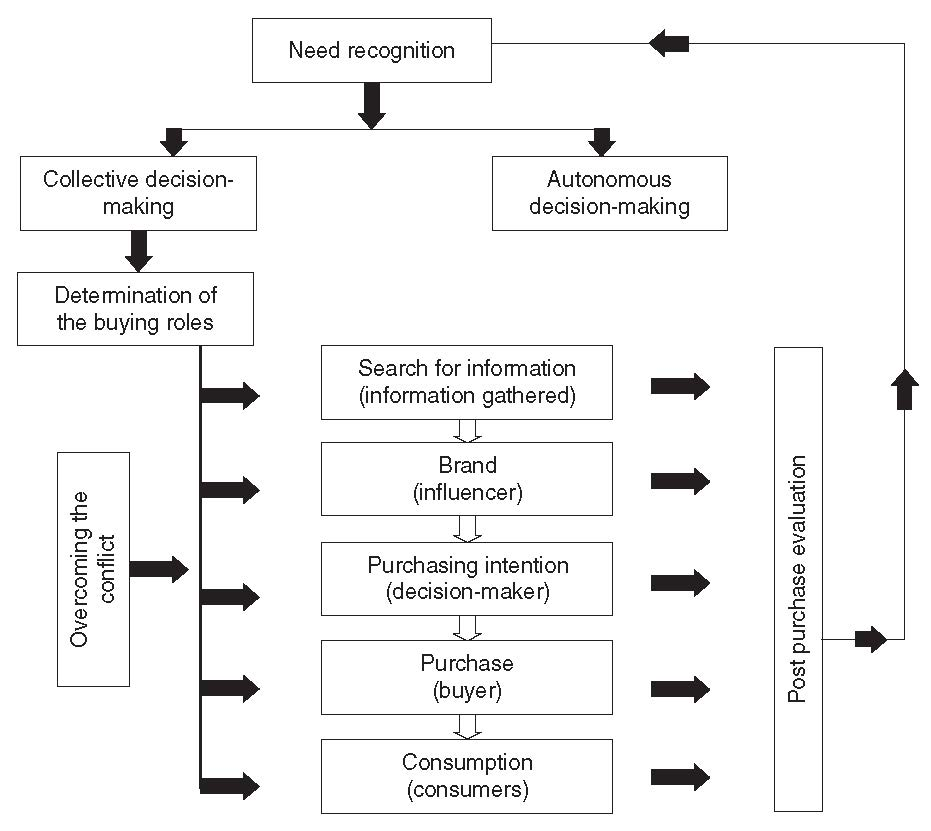 Need recognition
Collective decision-
making
Autonomous
decision-making
Determination of
the buying roles
Search for information
(information gathered)
Brand
(influencer)
Overcoming the
conflict
Purchasing intention
(decision-maker)
Purchase
(buyer)
Consumption
(consumers)
Post purchase evaluation